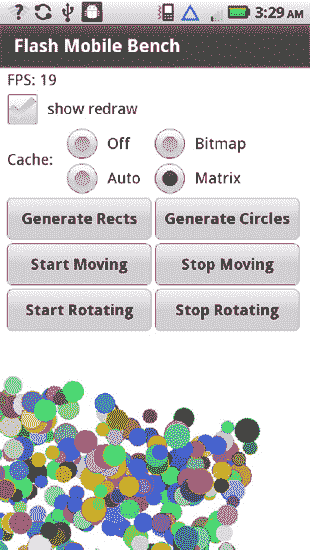 3:29 AM
Flash Mobile Bench
FPS: 19
show redraw
Cache:
Off
Bitmap
Auto
Matrix
Generate Rects
Generate Circles
Start Moving
Stop Moving
Start Rotating
Stop Rotating